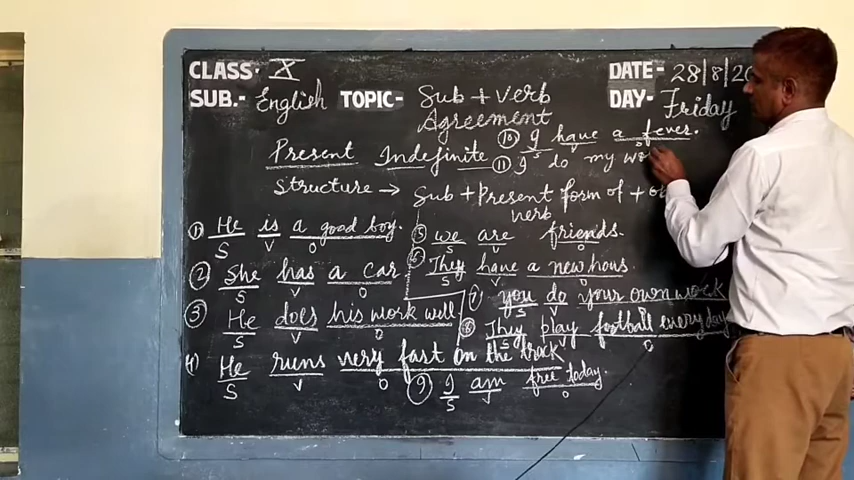 CLASS- X
DATE- 28/8/20
SUB.- English
TOPIC- Sub + verb Agreement
DAY- Friday
⑩ I have a fever.
S V O
Present Indefinite
⑪ I do my
Structure → Sub + Present form of verb +
① He is a good boy.
S V O
② She has a car
S V O
③ He does his work well
S V O
④ He runs very fast on the track
S V O
⑤ we are friends.
S V O
⑥ They have a new hous.
S V O
⑦ you do your own work
S V O
⑧ They play football everyday
S V O
⑨ I am free today.
S V O